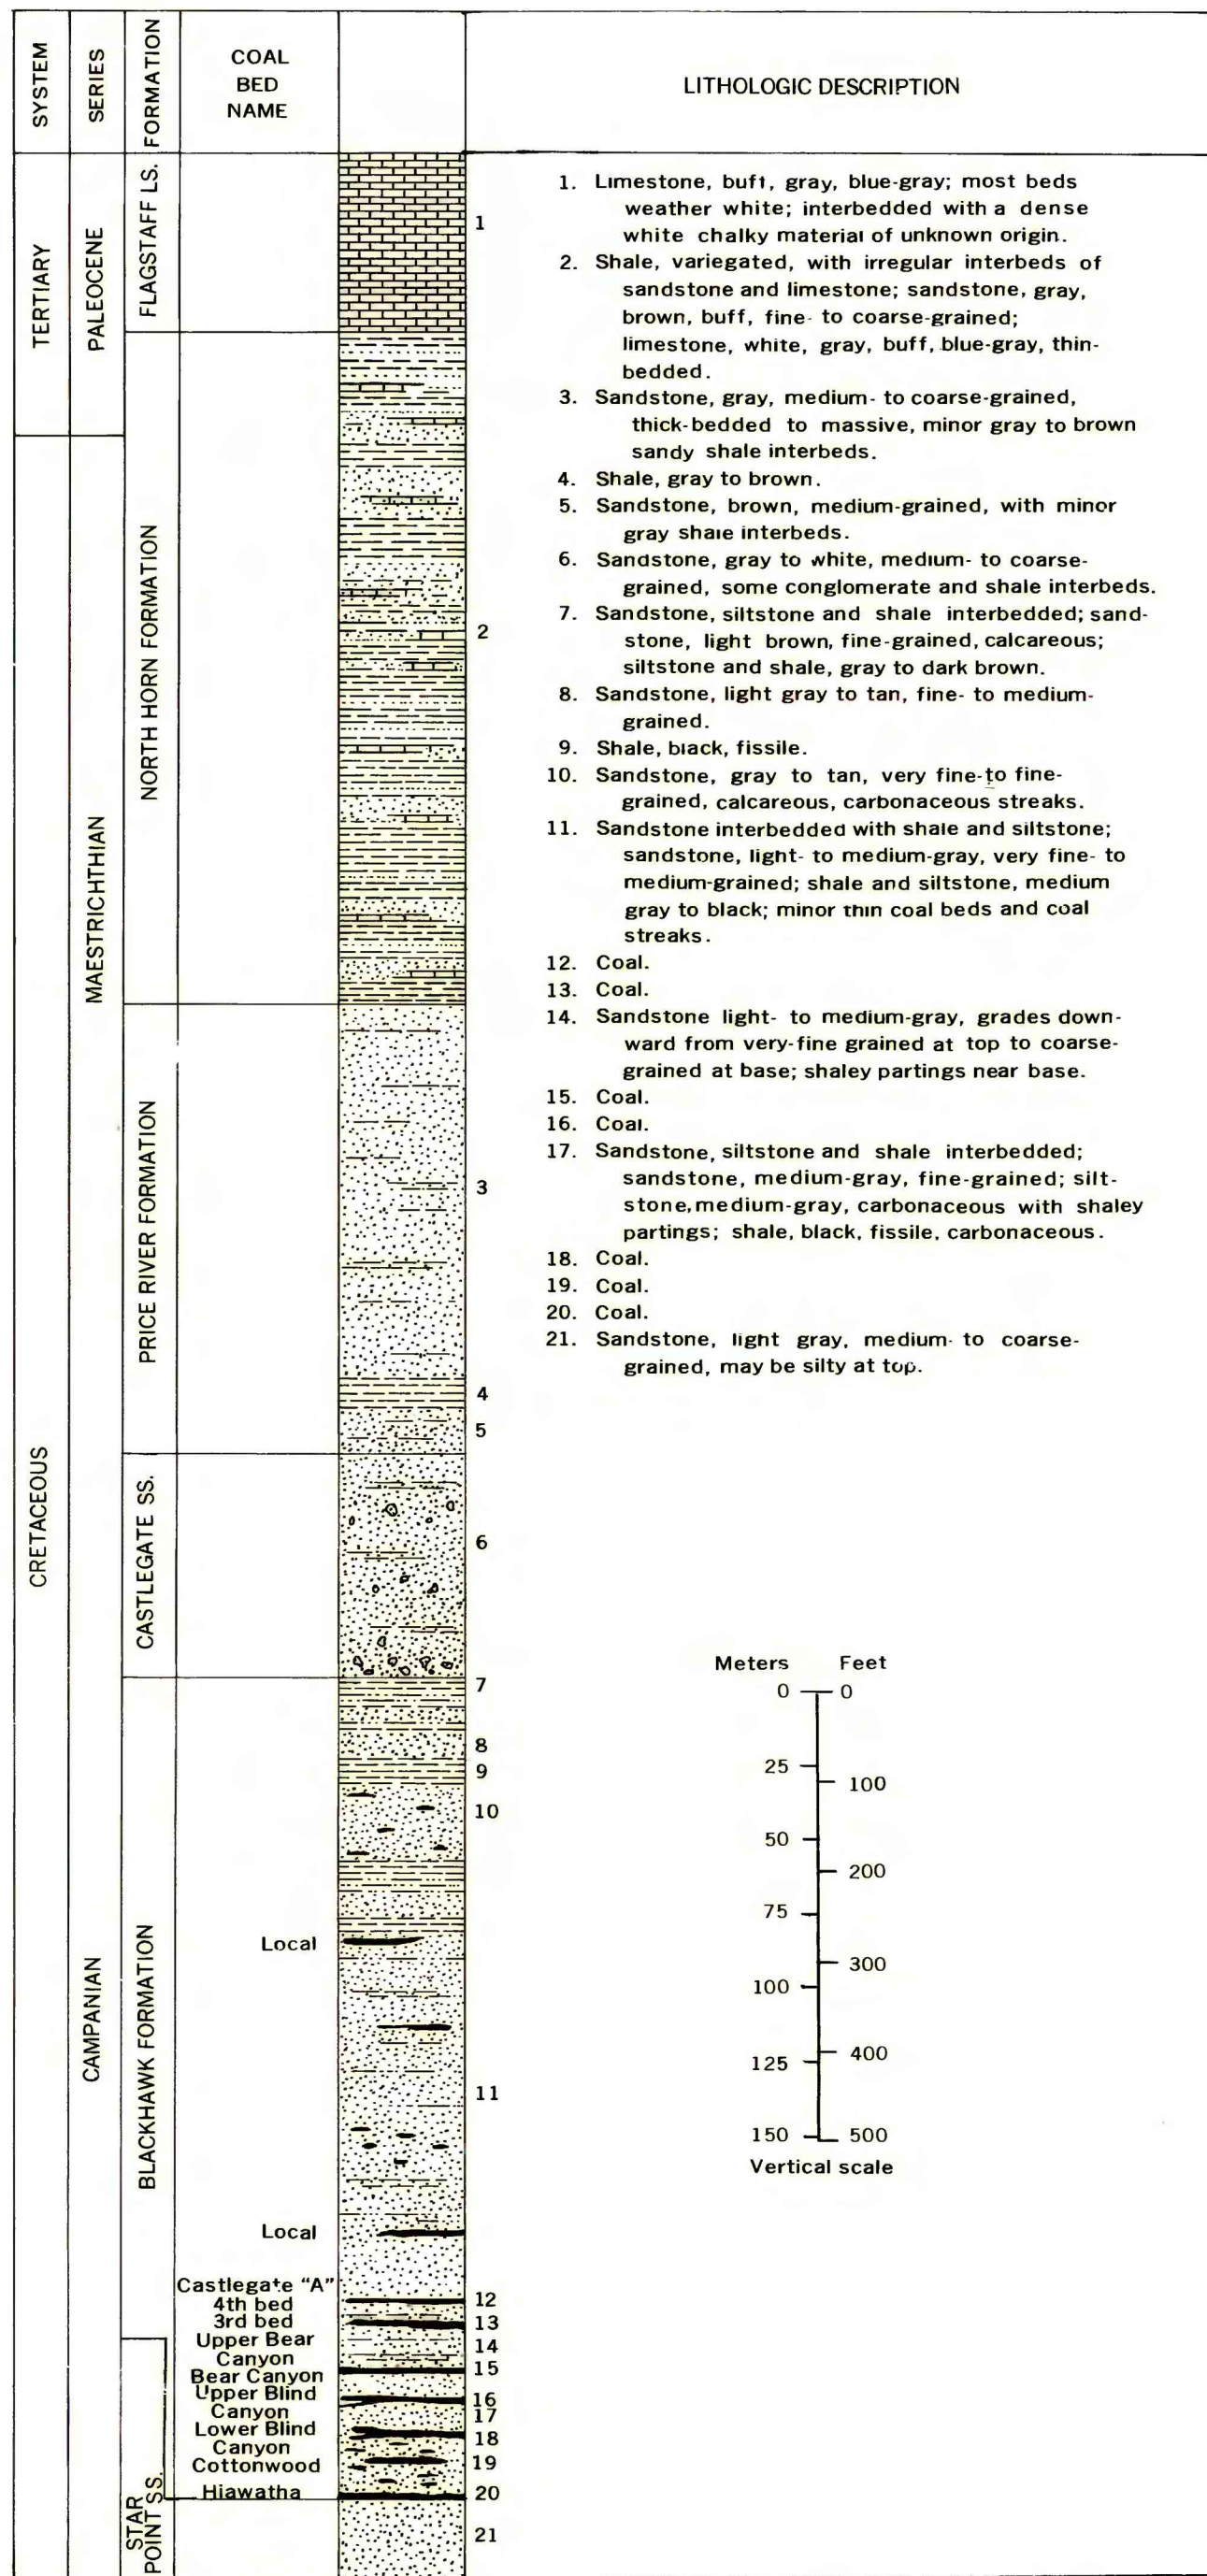 SYSTEM
SERIES
FORMATION
COAL
BED
NAME
LITHOLOGIC DESCRIPTION
TERTIARY
CRETACEOUS
PALEOCENE
MAESTRICHTHIAN
CAMPANIAN
FLAGSTAFF LS.
NORTH HORN FORMATION
PRICE RIVER FORMATION
CASTLEGATE SS.
BLACKHAWK FORMATION
STAR
POINT SS.
Local
Local
Castlegate "A"
4th bed
3rd bed
Upper Bear
Canyon
Bear Canyon
Upper Blind
Canyon
Lower Blind
Canyon
Cottonwood
Hiawatha
1
2
3
4
5
6
7
8
9
10
11
12
13
14
15
16
17
18
19
20
21
1. Limestone, buff, gray, blue-gray; most beds
weather white; interbedded with a dense
white chalky material of unknown origin.
2. Shale, variegated, with irregular interbeds of
sandstone and limestone; sandstone, gray,
brown, buff, fine- to coarse-grained;
limestone, white, gray, buff, blue-gray, thin-
bedded.
3. Sandstone, gray, medium- to coarse-grained,
thick-bedded to massive, minor gray to brown
sandy shale interbeds.
4. Shale, gray to brown.
5. Sandstone, brown, medium-grained, with minor
gray shale interbeds.
6. Sandstone, gray to white, medium- to coarse-
grained, some conglomerate and shale interbeds.
7. Sandstone, siltstone and shale interbedded; sand-
stone, light brown, fine-grained, calcareous;
siltstone and shale, gray to dark brown.
8. Sandstone, light gray to tan, fine- to medium-
grained.
9. Shale, black, fissile.
10. Sandstone, gray to tan, very fine-to fine-
grained, calcareous, carbonaceous streaks.
11. Sandstone interbedded with shale and siltstone;
sandstone, light- to medium-gray, very fine- to
medium-grained; shale and siltstone, medium
gray to black; minor thin coal beds and coal
streaks.
12. Coal.
13. Coal.
14. Sandstone light- to medium-gray, grades down-
ward from very-fine grained at top to coarse-
grained at base; shaley partings near base.
15. Coal.
16. Coal.
17. Sandstone, siltstone and shale interbedded;
sandstone, medium-gray, fine-grained; silt-
stone, medium-gray, carbonaceous with shaley
partings; shale, black, fissile, carbonaceous.
18. Coal.
19. Coal.
20. Coal.
21. Sandstone, light gray, medium- to coarse-
grained, may be silty at top.
Meters Feet
0 0
25
100
50
200
75
300
100
400
125
150 500
Vertical scale